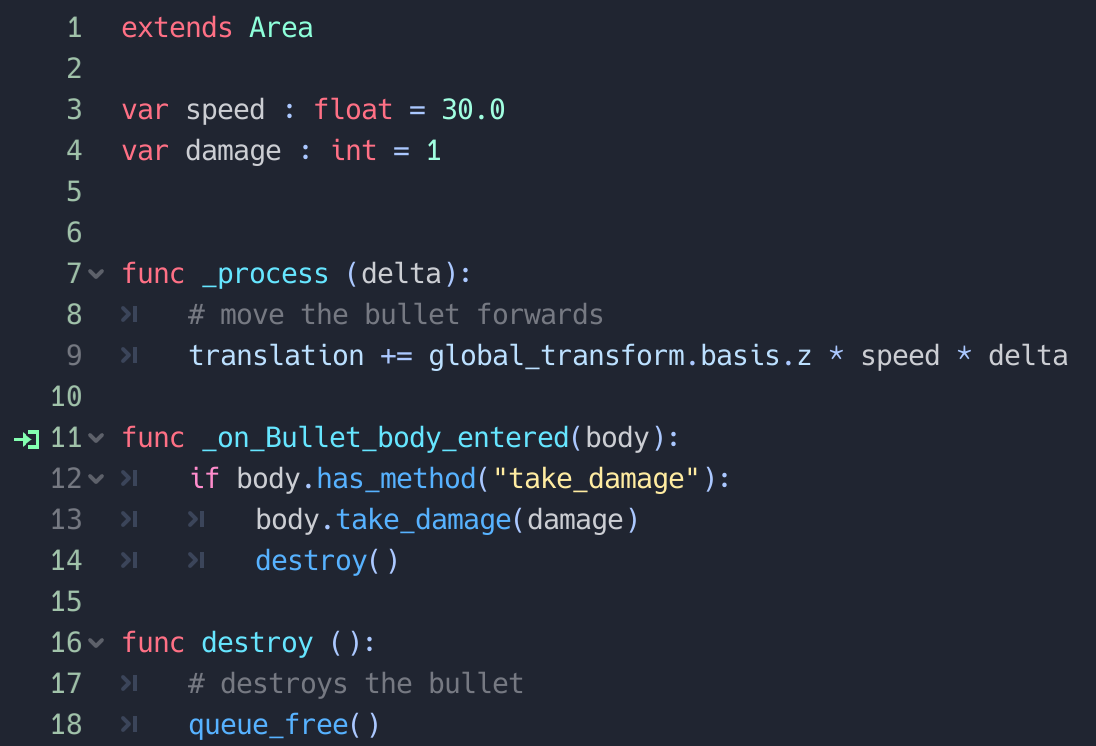 1 extends Area
2
3 var speed : float = 30.0
4 var damage : int = 1
5
6
7 func _process (delta):
8 # move the bullet forwards
9 translation += global_transform.basis.z * speed * delta
10
11 func _on_Bullet_body_entered(body):
12 if body.has_method("take_damage"):
13 body.take_damage(damage)
14 destroy()
15
16 func destroy ():
17 # destroys the bullet
18 queue_free()